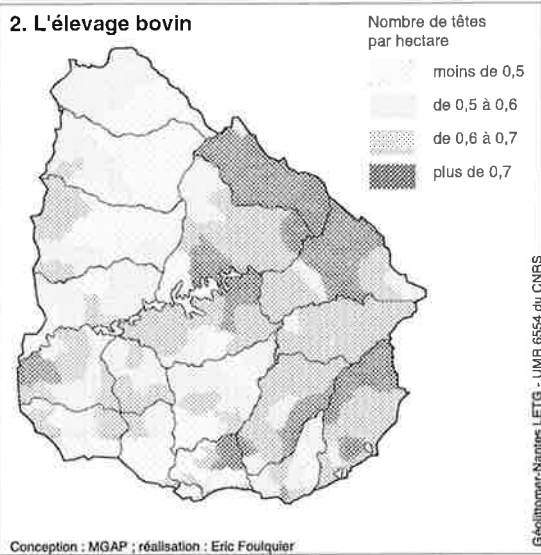 2. L'élevage bovin
Nombre de têtes
par hectare
moins de 0,5
de 0,5 à 0,6
de 0,6 à 0,7
plus de 0,7
Géolittomer-Nantes LETG - UMR 6554 du CNRS
Conception : MGAP ; réalisation : Eric Foulquier